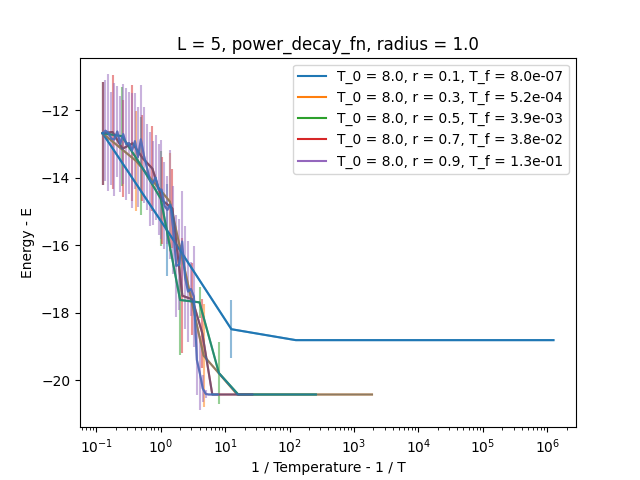 L = 5, power_decay_fn, radius = 1.0
T_0 = 8.0, r = 0.1, T_f = 8.0e-07
T_0 = 8.0, r = 0.3, T_f = 5.2e-04
T_0 = 8.0, r = 0.5, T_f = 3.9e-03
T_0 = 8.0, r = 0.7, T_f = 3.8e-02
T_0 = 8.0, r = 0.9, T_f = 1.3e-01
Energy - E
−12
−14
−16
−18
−20
10⁻¹ 10⁰ 10¹ 10² 10³ 10⁴ 10⁵ 10⁶
1 / Temperature - 1 / T